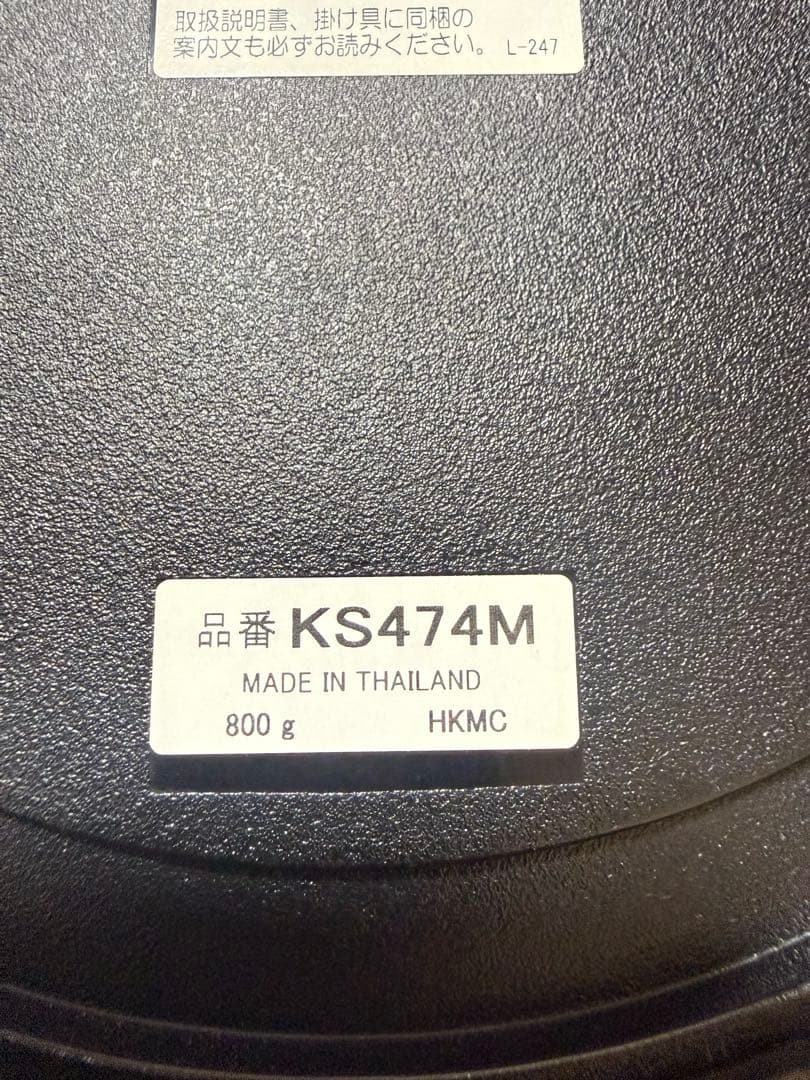 取扱説明書、掛け具に同梱の
案内文も必ずお読みください。 L-247
品番 KS474M
MADE IN THAILAND
800 g HKMC